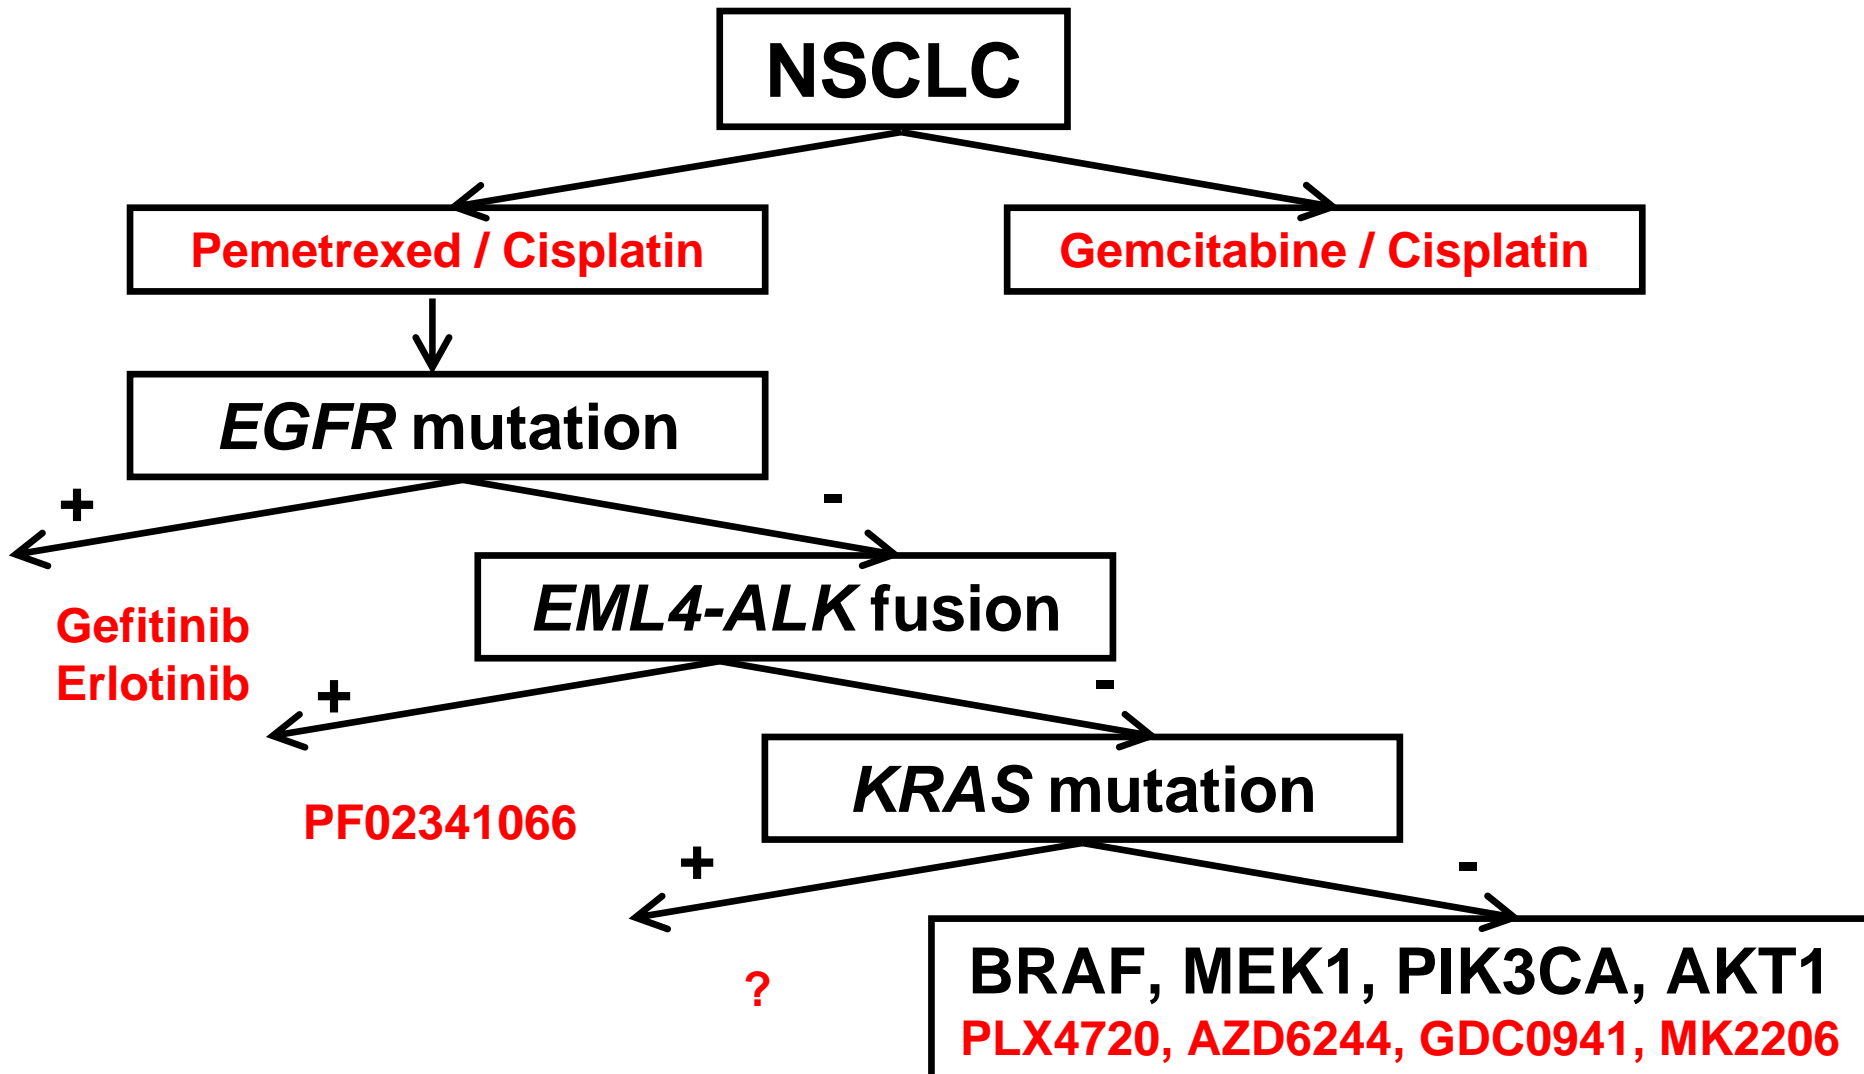 NSCLC
Pemetrexed / Cisplatin
Gemcitabine / Cisplatin
EGFR mutation
+
-
EML4-ALK fusion
Gefitinib
Erlotinib
+
-
KRAS mutation
PF02341066
+
-
?
BRAF, MEK1, PIK3CA, AKT1
PLX4720, AZD6244, GDC0941, MK2206